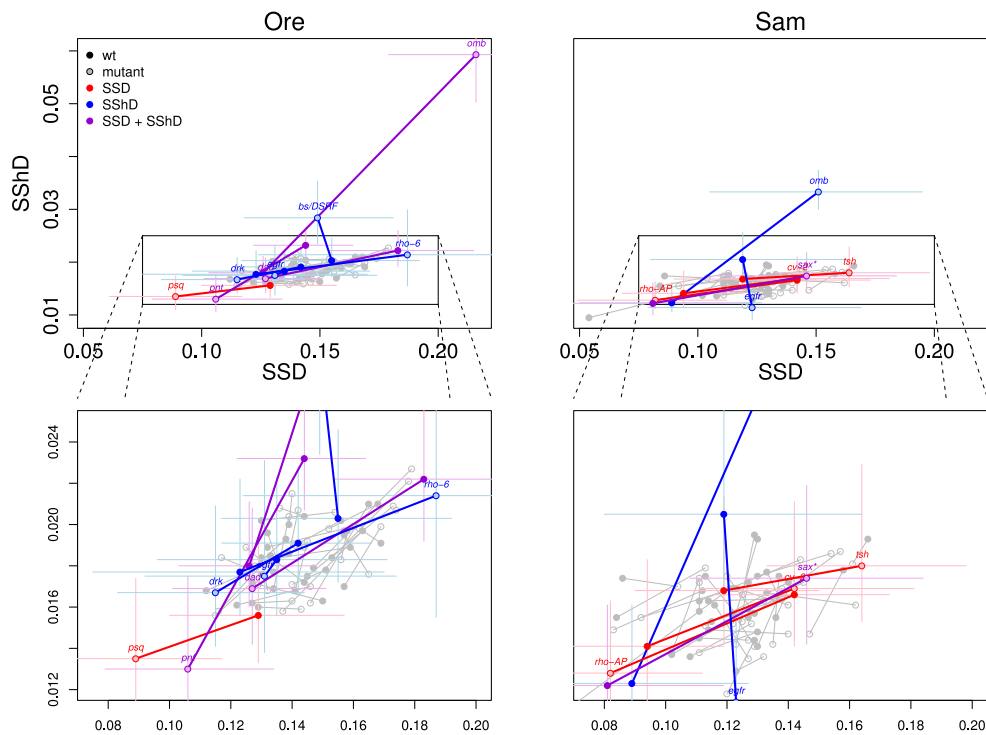 Ore
Sam
SShD
0.05
0.03
0.01
wt
mutant
SSD
SShD
SSD + SShD
omb
bs/DSRF
rho-6
drk
egfr
psq
pnt
0.05
0.10
0.15
0.20
SSD
omb
tsh
sax*
cv-2
rho-AP
egfr
0.05
0.10
0.15
0.20
SSD
0.024
0.020
0.016
0.012
rho-6
egfr
drk
dad
psq
pnt
0.08
0.10
0.12
0.14
0.16
0.18
0.20
tsh
sax*
rho-AP
egfr
0.08
0.10
0.12
0.14
0.16
0.18
0.20